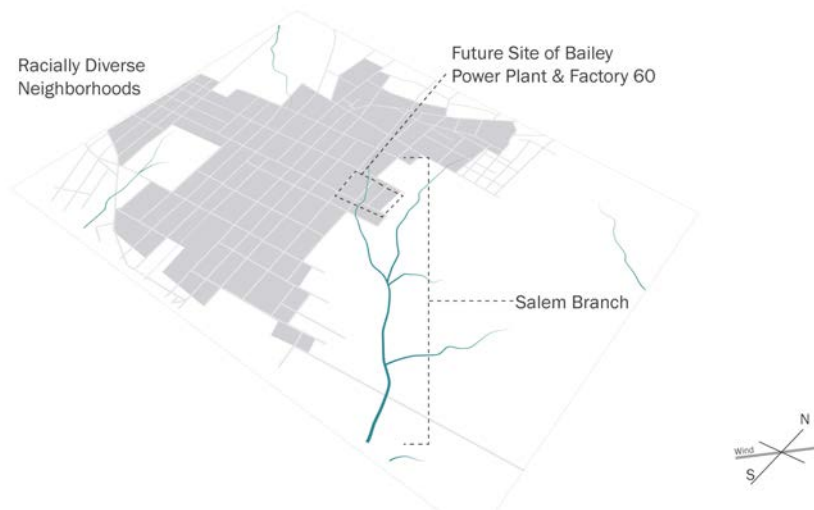 Racially Diverse
Neighborhoods
Future Site of Bailey
Power Plant & Factory 60
Salem Branch
N
Wind
S